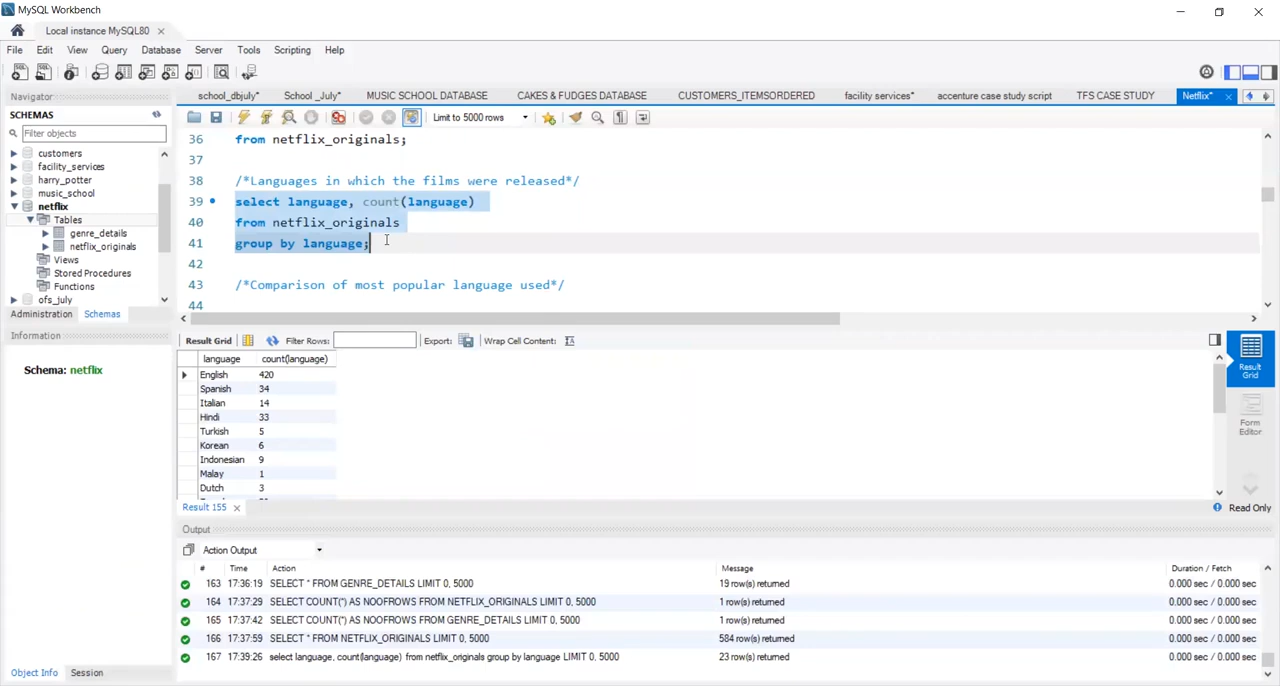 MySQL Workbench
Local instance MySQL80
File Edit View Query Database Server Tools Scripting Help
Navigator
school_dbjuly* School _July* MUSIC SCHOOL DATABASE CAKES & FUDGES DATABASE CUSTOMERS_ITEMSORDERED facility services* accenture case study script TFS CASE STUDY Netflix*
SCHEMAS
Limit to 5000 rows
Filter objects
customers
facility_services
harry_potter
music_school
netflix
Tables
genre_details
netflix_originals
Views
Stored Procedures
Functions
ofs_july
Administration Schemas
Information
Schema: netflix
Object Info Session
36 from netflix_originals;
37
38 /*Languages in which the films were released*/
39 select language, count(language)
40 from netflix_originals
41 group by language;
42
43 /*Comparison of most popular language used*/
44
Result Grid Filter Rows: Export: Wrap Cell Content:
language count(language)
English 420
Spanish 34
Italian 14
Hindi 33
Turkish 5
Korean 6
Indonesian 9
Malay 1
Dutch 3
Result Grid
Form Editor
Result 155
Read Only
Output
Action Output
# Time Action Message Duration / Fetch
163 17:36:19 SELECT * FROM GENRE_DETAILS LIMIT 0, 5000 19 row(s) returned 0.000 sec / 0.000 sec
164 17:37:29 SELECT COUNT(*) AS NOOFROWS FROM NETFLIX_ORIGINALS LIMIT 0, 5000 1 row(s) returned 0.000 sec / 0.000 sec
165 17:37:42 SELECT COUNT(*) AS NOOFROWS FROM GENRE_DETAILS LIMIT 0, 5000 1 row(s) returned 0.000 sec / 0.000 sec
166 17:37:59 SELECT * FROM NETFLIX_ORIGINALS LIMIT 0, 5000 584 row(s) returned 0.000 sec / 0.000 sec
167 17:39:26 select language, count(language) from netflix_originals group by language LIMIT 0, 5000 23 row(s) returned 0.000 sec / 0.000 sec